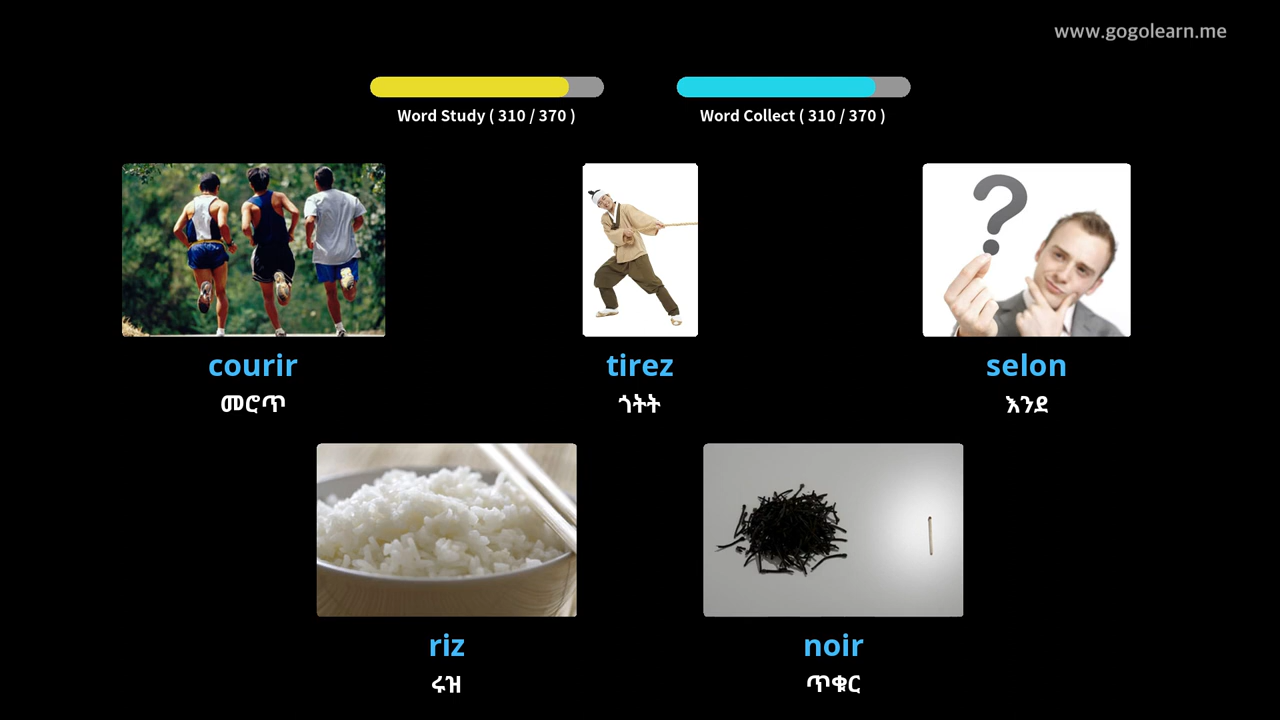 www.gogolearn.me
Word Study ( 310 / 370 )
Word Collect ( 310 / 370 )
courir
መሮጥ
tirez
ጎትት
selon
እንደ
riz
ሩዝ
noir
ጥቁር